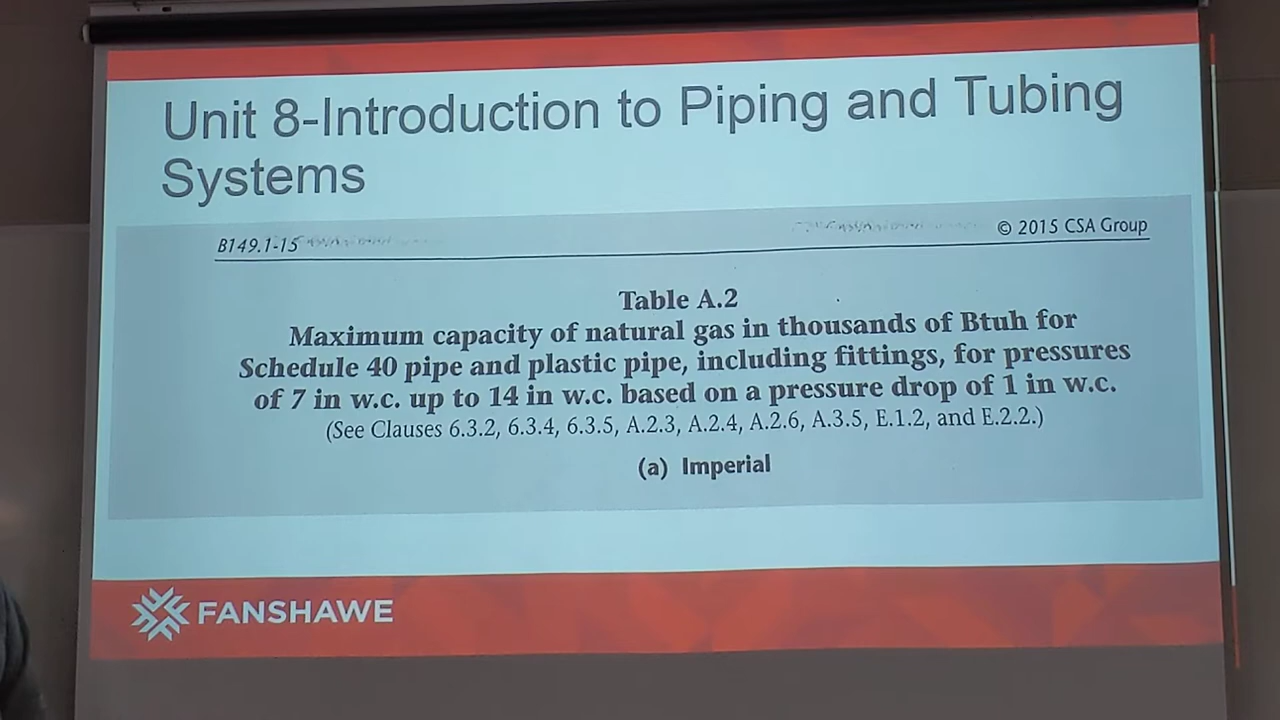 Unit 8-Introduction to Piping and Tubing
Systems
B149.1-15
© 2015 CSA Group
Table A.2
Maximum capacity of natural gas in thousands of Btuh for
Schedule 40 pipe and plastic pipe, including fittings, for pressures
of 7 in w.c. up to 14 in w.c. based on a pressure drop of 1 in w.c.
(See Clauses 6.3.2, 6.3.4, 6.3.5, A.2.3, A.2.4, A.2.6, A.3.5, E.1.2, and E.2.2.)
(a) Imperial
FANSHAWE